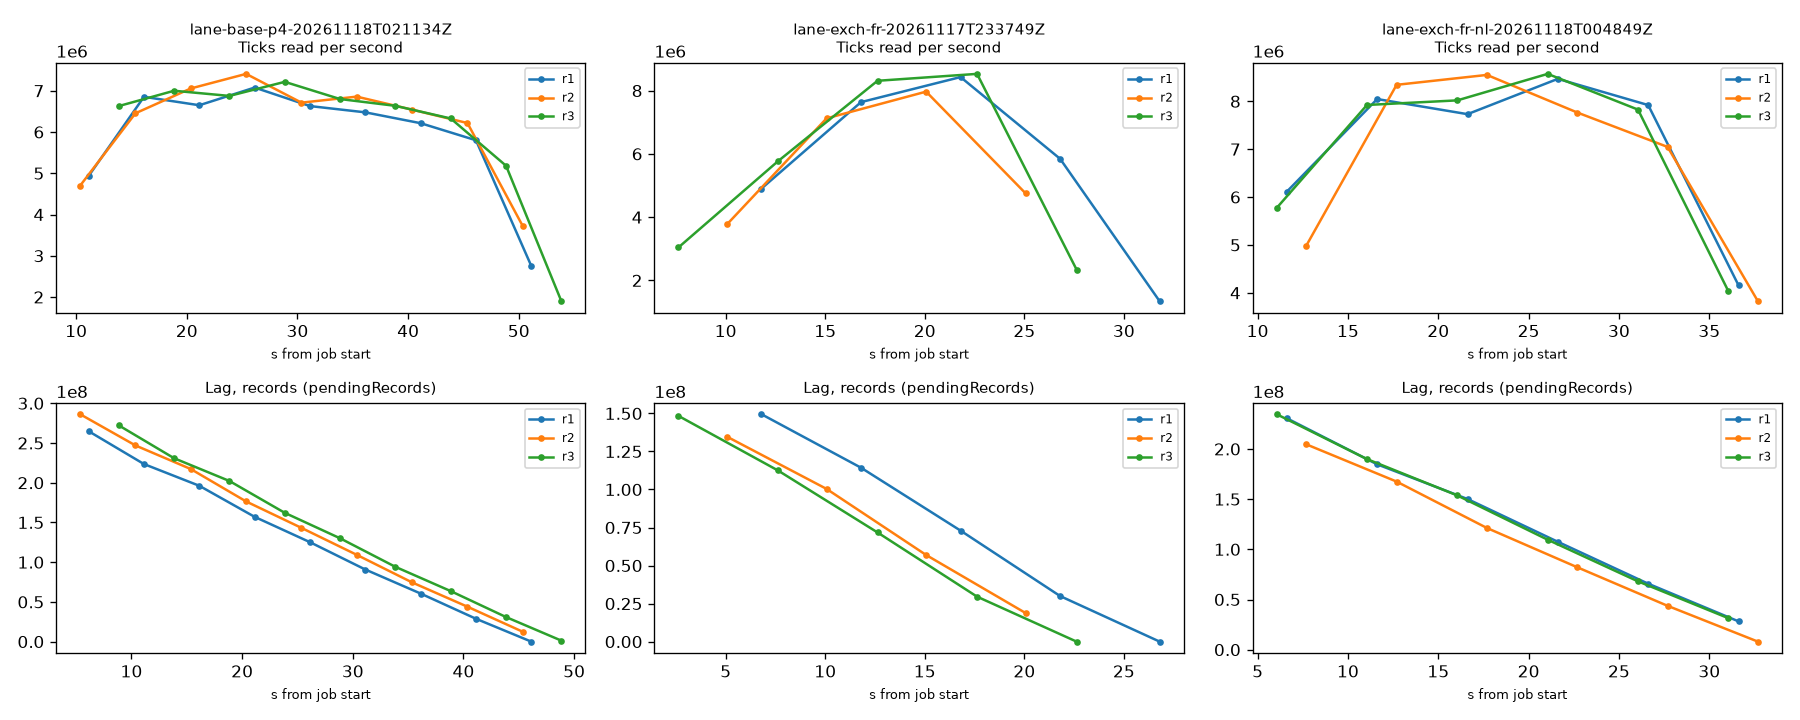 lane-base-p4-20261118T021134Z
Ticks read per second
1e6
7
6
5
4
3
2
10
20
30
40
50
s from job start
r1
r2
r3
lane-exch-fr-20261117T233749Z
Ticks read per second
1e6
8
6
4
2
10
15
20
25
30
s from job start
r1
r2
r3
lane-exch-fr-nl-20261118T004849Z
Ticks read per second
1e6
8
7
6
5
4
10
15
20
25
30
35
s from job start
r1
r2
r3
Lag, records (pendingRecords)
1e8
3.0
2.5
2.0
1.5
1.0
0.5
0.0
10
20
30
40
50
s from job start
r1
r2
r3
Lag, records (pendingRecords)
1e8
1.50
1.25
1.00
0.75
0.50
0.25
0.00
5
10
15
20
25
s from job start
r1
r2
r3
Lag, records (pendingRecords)
1e8
2.0
1.5
1.0
0.5
0.0
5
10
15
20
25
30
s from job start
r1
r2
r3